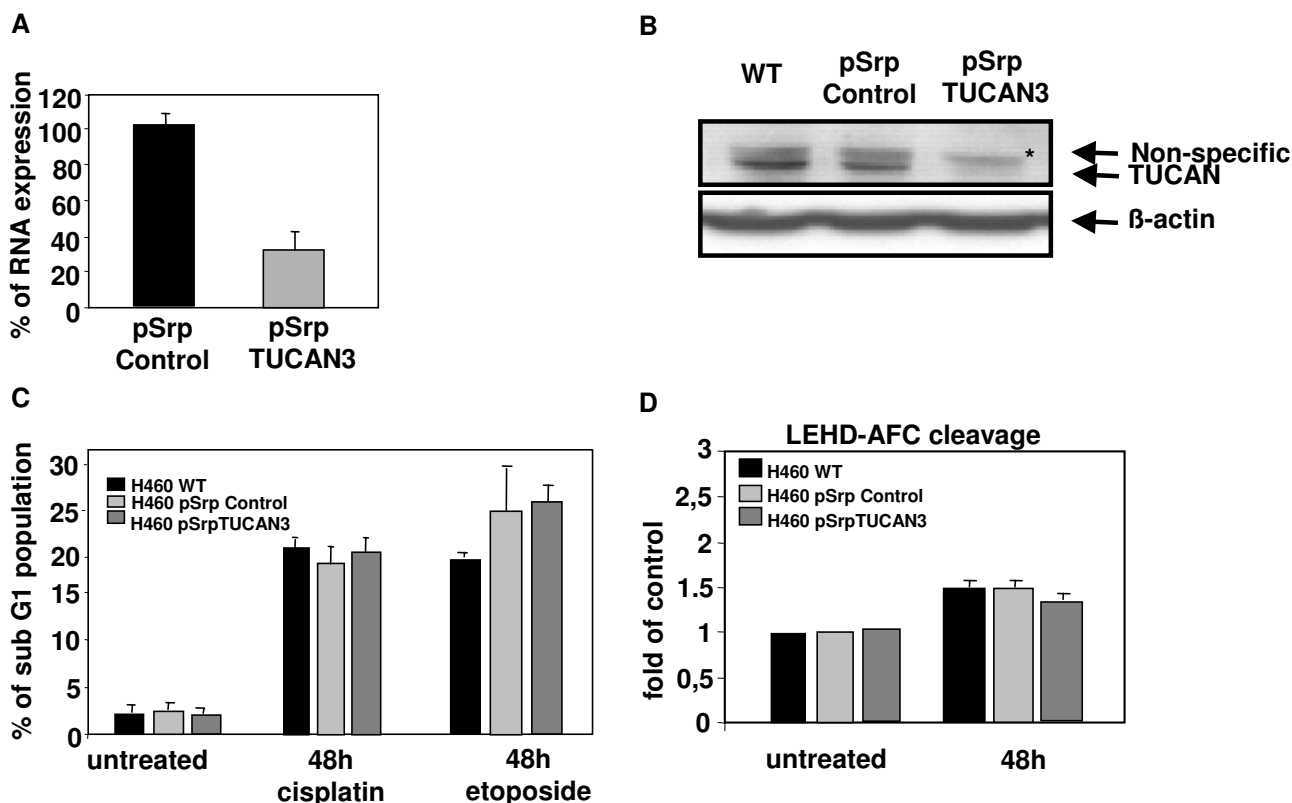 A
% of RNA expression
120
100
80
60
40
20
0
pSrp
Control
pSrp
TUCAN3
B
WT
pSrp
Control
pSrp
TUCAN3
*
Non-specific
TUCAN
ß-actin
C
% of sub G1 population
30
25
20
15
10
5
0
H460 WT
H460 pSrp Control
H460 pSrpTUCAN3
untreated
48h
cisplatin
48h
etoposide
D
LEHD-AFC cleavage
fold of control
3
2,5
2
1.5
1
0,5
0
H460 WT
H460 pSrp Control
H460 pSrpTUCAN3
untreated
48h